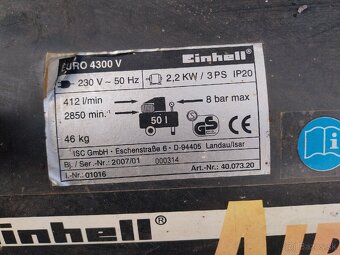 EURO 4300 V
Einhell®
230 V ~ 50 Hz
2,2 KW / 3 PS IP20
412 l/min
8 bar max
2850 min.⁻¹
50 l
46 kg
ISC GmbH - Eschenstraße 6 - D-94405 Landau/Isar
Bj. / Ser.-Nr.: 2007/01 000314
I.-Nr.: 01016
Art.-Nr.: 40.073.20
Einhell®
AIR